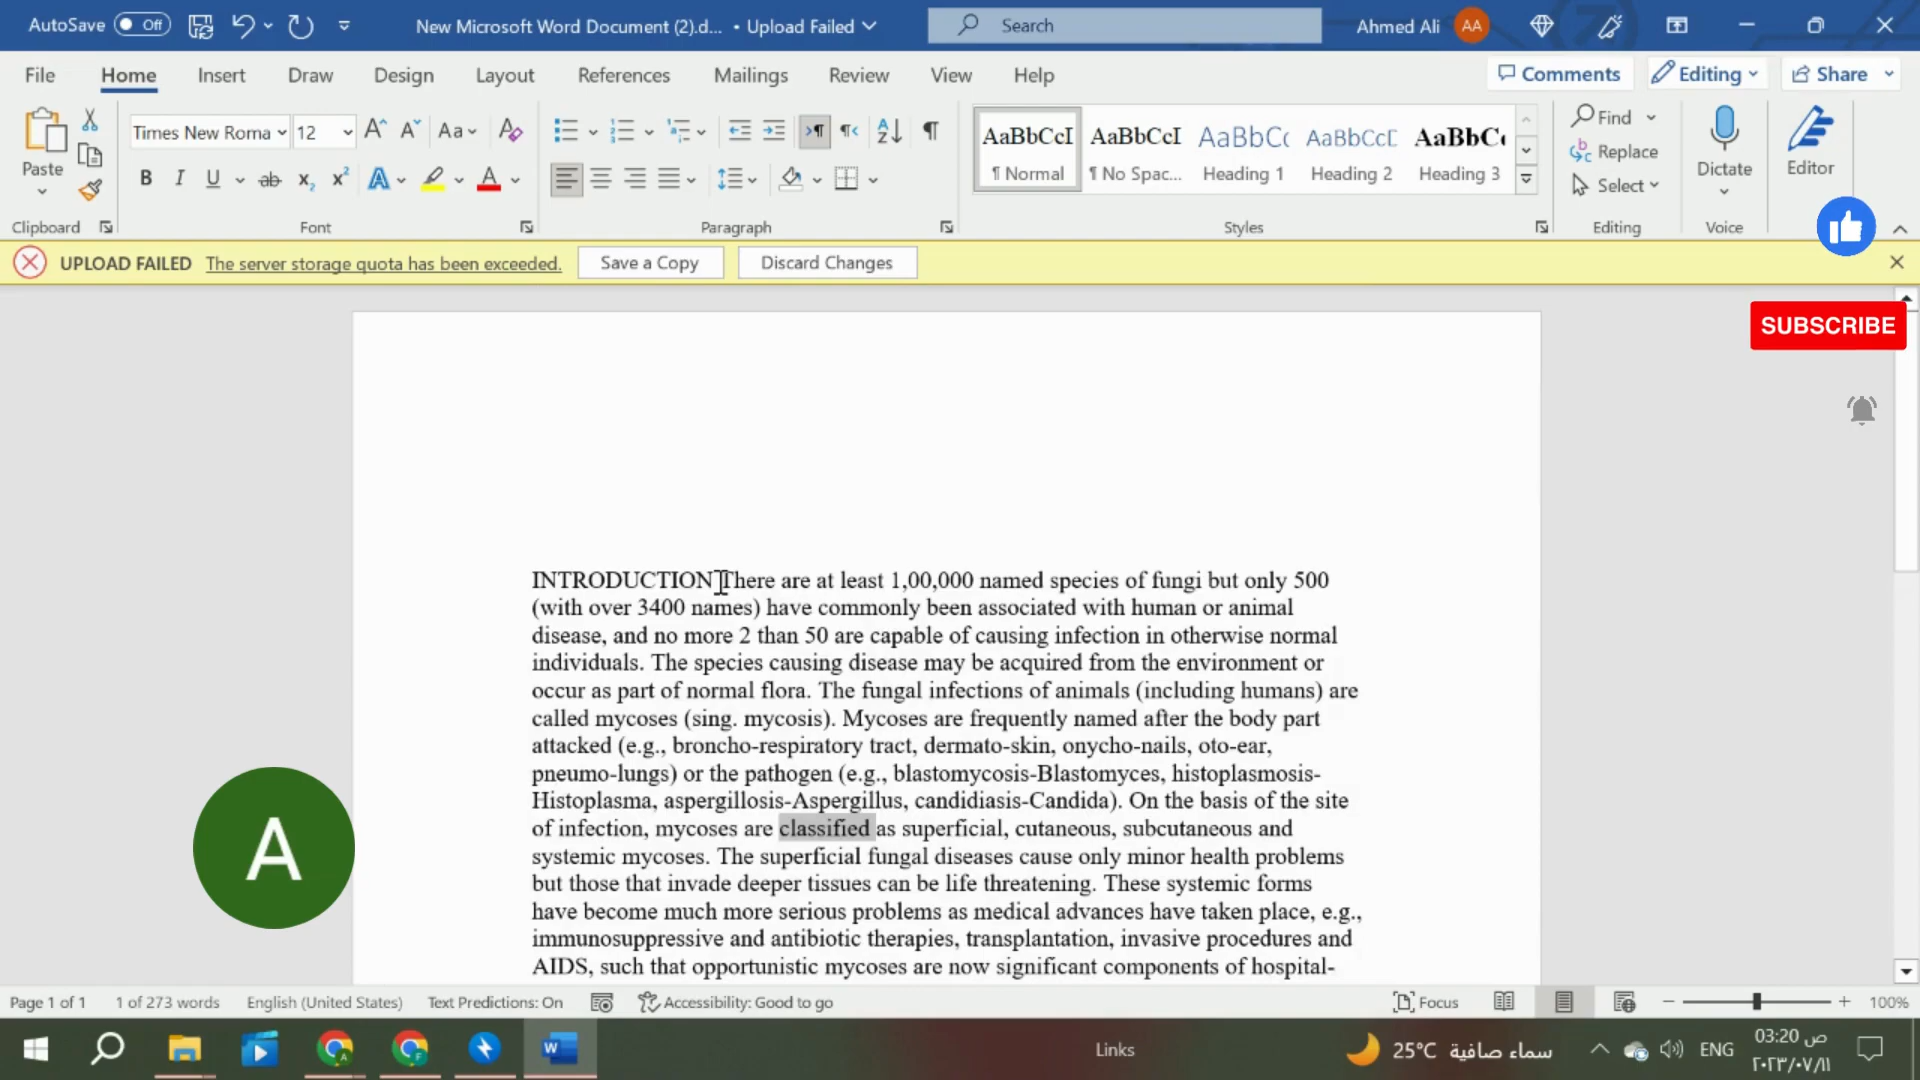 AutoSave Off New Microsoft Word Document (2).d... • Upload Failed Search Ahmed Ali AA
File Home Insert Draw Design Layout References Mailings Review View Help Comments Editing Share
Paste Times New Roma 12 Aa AaBbCcI AaBbCcI AaBbCc AaBbCcD AaBbCc Find Replace Select Dictate Editor
B I U ab x₂ x² A A ¶ Normal ¶ No Spac... Heading 1 Heading 2 Heading 3
Clipboard Font Paragraph Styles Editing Voice
UPLOAD FAILED The server storage quota has been exceeded. Save a Copy Discard Changes
SUBSCRIBE
INTRODUCTION There are at least 1,00,000 named species of fungi but only 500
(with over 3400 names) have commonly been associated with human or animal
disease, and no more 2 than 50 are capable of causing infection in otherwise normal
individuals. The species causing disease may be acquired from the environment or
occur as part of normal flora. The fungal infections of animals (including humans) are
called mycoses (sing. mycosis). Mycoses are frequently named after the body part
attacked (e.g., broncho-respiratory tract, dermato-skin, onycho-nails, oto-ear,
pneumo-lungs) or the pathogen (e.g., blastomycosis-Blastomyces, histoplasmosis-
Histoplasma, aspergillosis-Aspergillus, candidiasis-Candida). On the basis of the site
of infection, mycoses are classified as superficial, cutaneous, subcutaneous and
systemic mycoses. The superficial fungal diseases cause only minor health problems
but those that invade deeper tissues can be life threatening. These systemic forms
have become much more serious problems as medical advances have taken place, e.g.,
immunosuppressive and antibiotic therapies, transplantation, invasive procedures and
AIDS, such that opportunistic mycoses are now significant components of hospital-
A
Page 1 of 1 1 of 273 words English (United States) Text Predictions: On Accessibility: Good to go Focus 100%
Links 25°C سماء صافية ENG 03:20 ص
٢٠٢٣/٠٧/١١